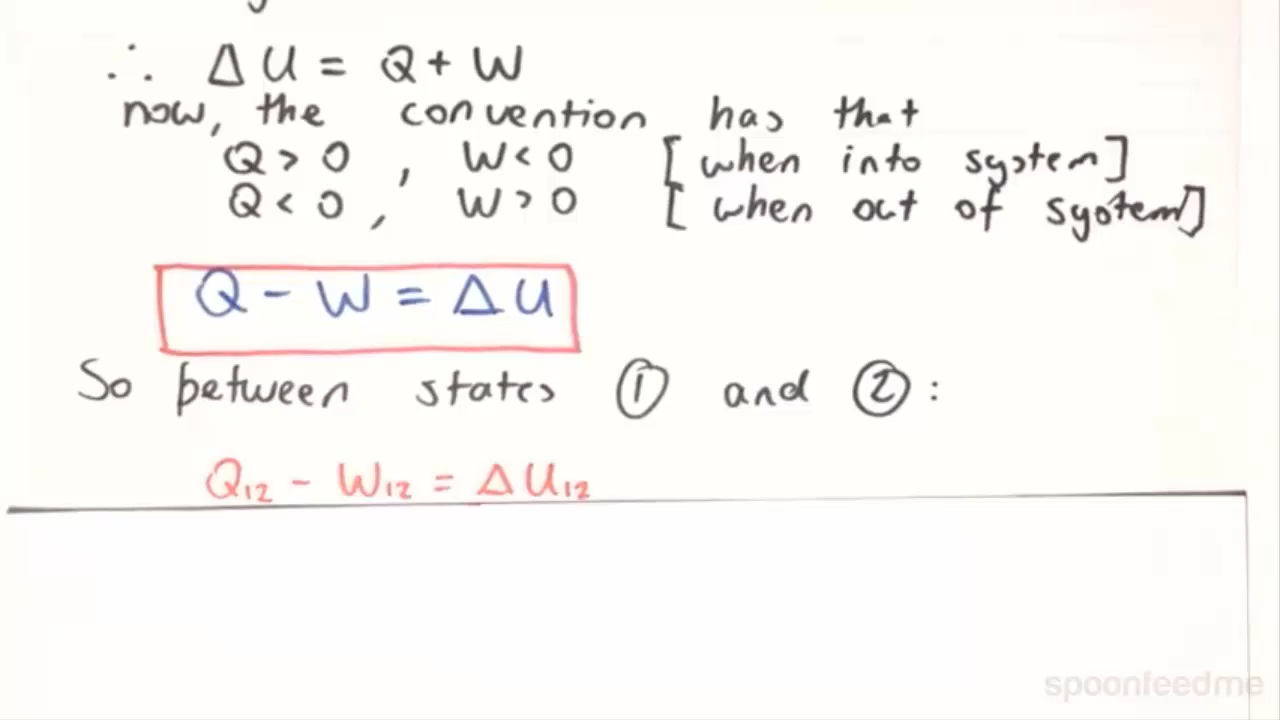 ∴ ΔU = Q + W
now, the convention has that
Q > 0 , W < 0 [when into system]
Q < 0 , W > 0 [when out of system]
Q - W = ΔU
So between states ① and ②:
Q₁₂ - W₁₂ = ΔU₁₂
spoonfeedme